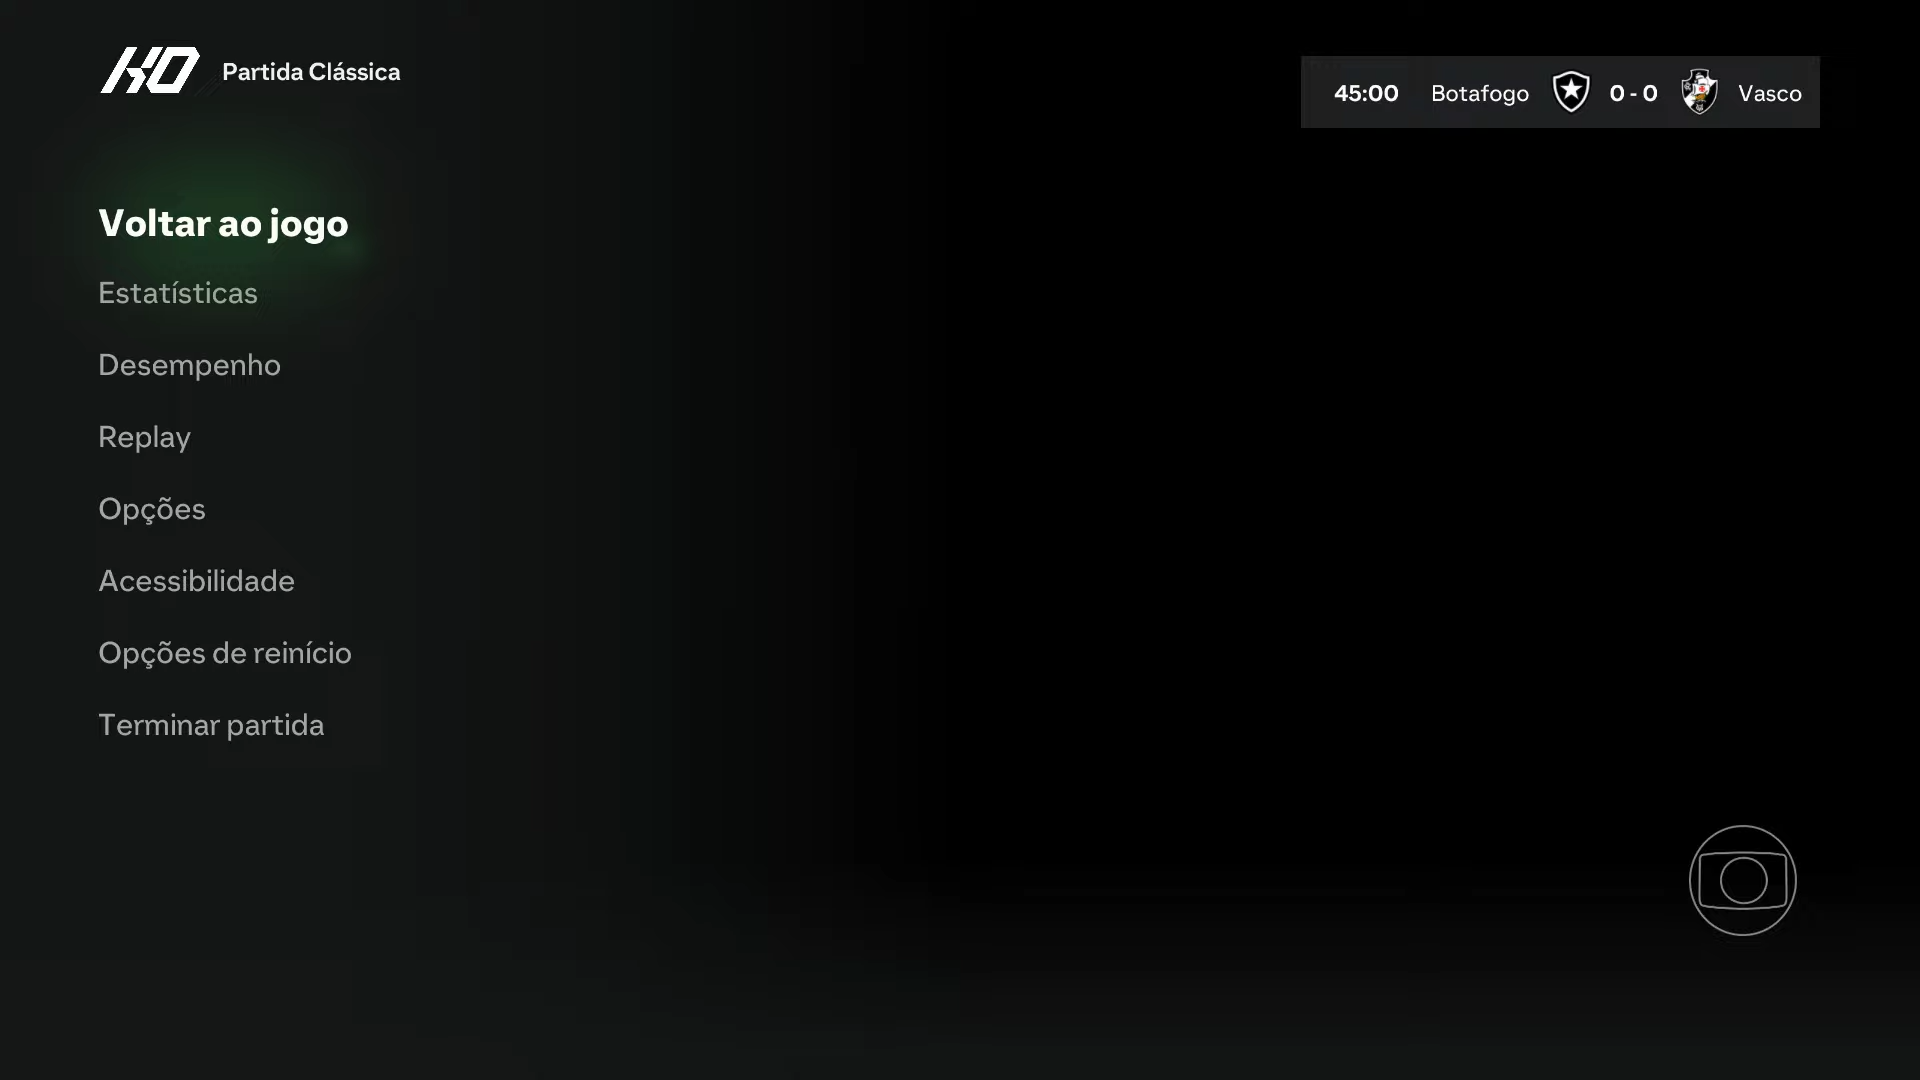 KO Partida Clássica
45:00 Botafogo 0 - 0 Vasco
Voltar ao jogo
Estatísticas
Desempenho
Replay
Opções
Acessibilidade
Opções de reinício
Terminar partida